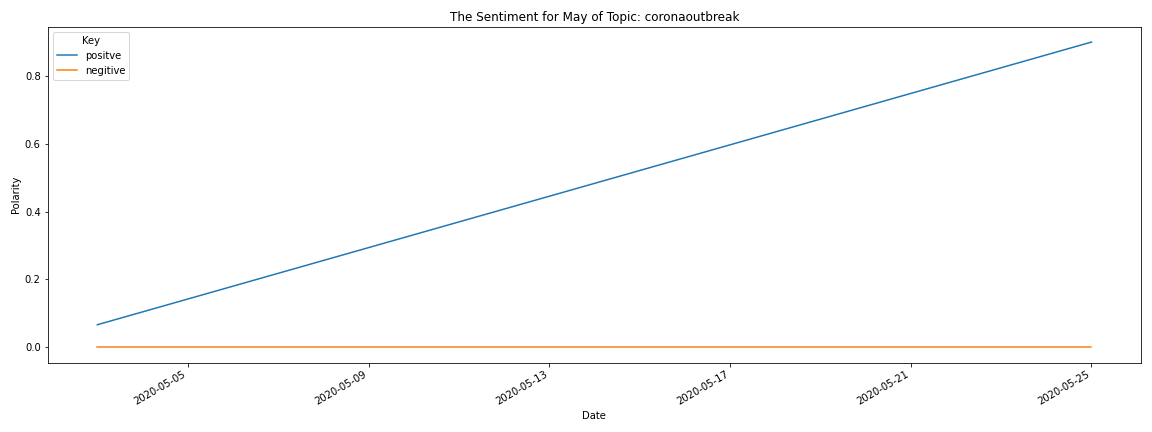 The Sentiment for May of Topic: coronaoutbreak
Key
positve
negitive
0.8
0.6
0.4
0.2
0.0
Polarity
2020-05-05
2020-05-09
2020-05-13
2020-05-17
2020-05-21
2020-05-25
Date